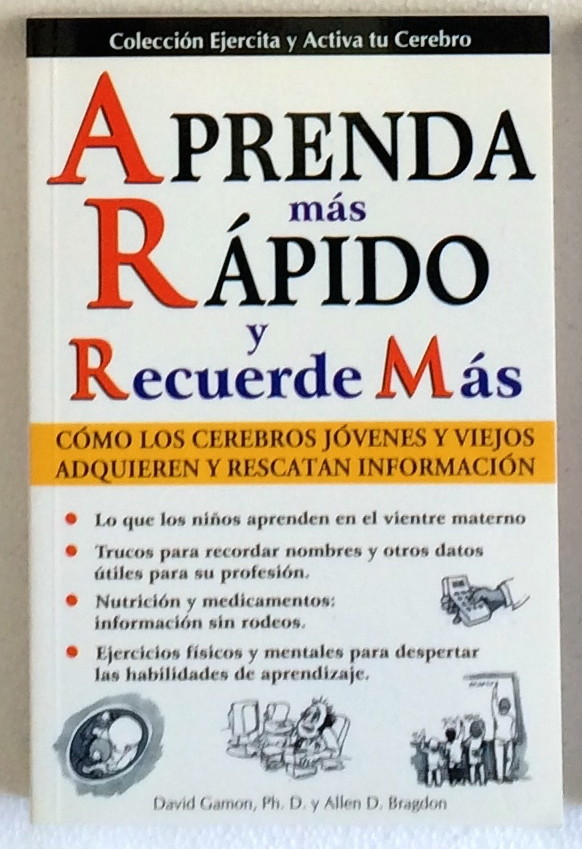 Colección Ejercita y Activa tu Cerebro
APRENDA
más
RÁPIDO
y
Recuerde Más
CÓMO LOS CEREBROS JÓVENES Y VIEJOS
ADQUIEREN Y RESCATAN INFORMACIÓN
• Lo que los niños aprenden en el vientre materno
• Trucos para recordar nombres y otros datos
útiles para su profesión.
• Nutrición y medicamentos:
información sin rodeos.
• Ejercicios físicos y mentales para despertar
las habilidades de aprendizaje.
David Gamon, Ph. D. y Allen D. Bragdon